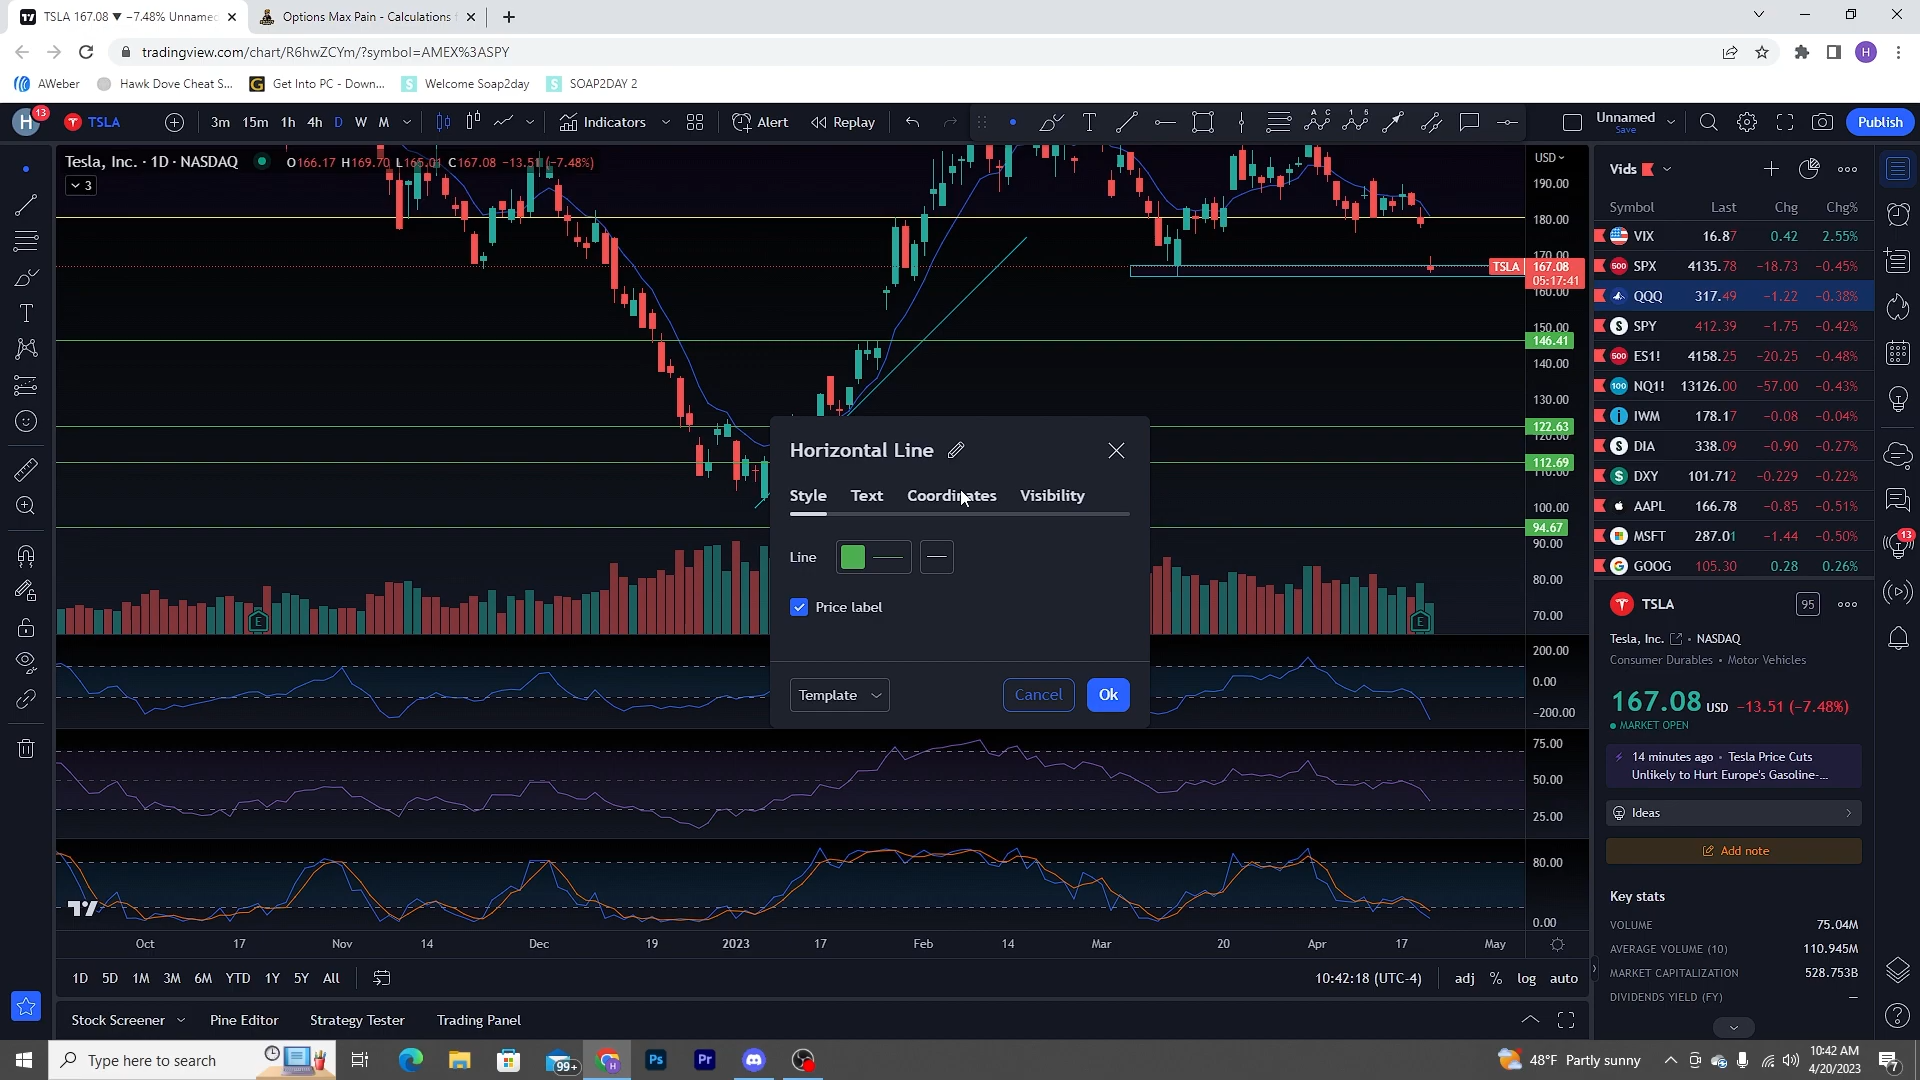 TSLA 167.08 ▼ −7.48% Unname
Options Max Pain - Calculations
tradingview.com/chart/R6hwZCYm/?symbol=AMEX%3ASPY
H
AWeber
Hawk Dove Cheat S...
Get Into PC - Down...
Welcome Soap2day
SOAP2DAY 2
H 13
TSLA
3m 15m 1h 4h D W M
Indicators
Alert
Replay
Unnamed
Save
Publish
Tesla, Inc. · 1D · NASDAQ
O166.17 H169.70 L165.01 C167.08 −13.51 (−7.48%)
3
USD
190.00
180.00
170.00
TSLA 167.08
05:17:41
160.00
150.00
146.41
140.00
130.00
122.63
120.00
112.69
110.00
100.00
94.67
90.00
80.00
70.00
200.00
0.00
−200.00
75.00
50.00
25.00
80.00
0.00
E
E
Horizontal Line
Style Text Coordinates Visibility
Line
Price label
Template
Cancel
Ok
Oct 17 Nov 14 Dec 19 2023 17 Feb 14 Mar 20 Apr 17 May
1D 5D 1M 3M 6M YTD 1Y 5Y All
10:42:18 (UTC-4)
adj % log auto
Stock Screener
Pine Editor
Strategy Tester
Trading Panel
Vids
Symbol Last Chg Chg%
VIX 16.87 0.42 2.55%
SPX 4135.78 −18.73 −0.45%
QQQ 317.49 −1.22 −0.38%
SPY 412.39 −1.75 −0.42%
ES1! 4158.25 −20.25 −0.48%
NQ1! 13126.00 −57.00 −0.43%
IWM 178.17 −0.08 −0.04%
DIA 338.09 −0.90 −0.27%
DXY 101.712 −0.229 −0.22%
AAPL 166.78 −0.85 −0.51%
MSFT 287.01 −1.44 −0.50%
GOOG 105.30 0.28 0.26%
TSLA
95
Tesla, Inc. • NASDAQ
Consumer Durables • Motor Vehicles
167.08 USD −13.51 (−7.48%)
MARKET OPEN
14 minutes ago • Tesla Price Cuts
Unlikely to Hurt Europe's Gasoline-...
Ideas
Add note
Key stats
VOLUME 75.04M
AVERAGE VOLUME (10) 110.945M
MARKET CAPITALIZATION 528.753B
DIVIDENDS YIELD (FY) —
13
Type here to search
99+
Ps
Pr
48°F Partly sunny
10:42 AM
4/20/2023
7